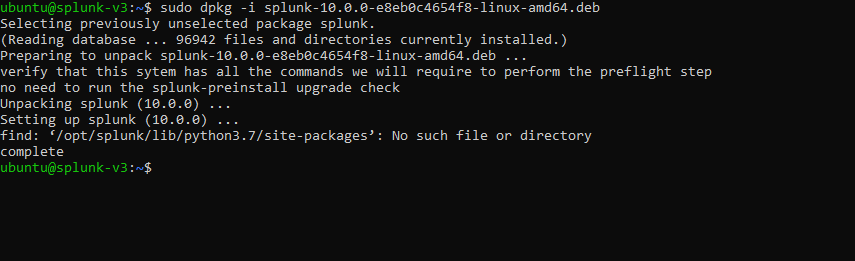 ubuntu@splunk-v3:~$ sudo dpkg -i splunk-10.0.0-e8eb0c4654f8-linux-amd64.deb
Selecting previously unselected package splunk.
(Reading database ... 96942 files and directories currently installed.)
Preparing to unpack splunk-10.0.0-e8eb0c4654f8-linux-amd64.deb ...
verify that this sytem has all the commands we will require to perform the preflight step
no need to run the splunk-preinstall upgrade check
Unpacking splunk (10.0.0) ...
Setting up splunk (10.0.0) ...
find: ‘/opt/splunk/lib/python3.7/site-packages’: No such file or directory
complete
ubuntu@splunk-v3:~$